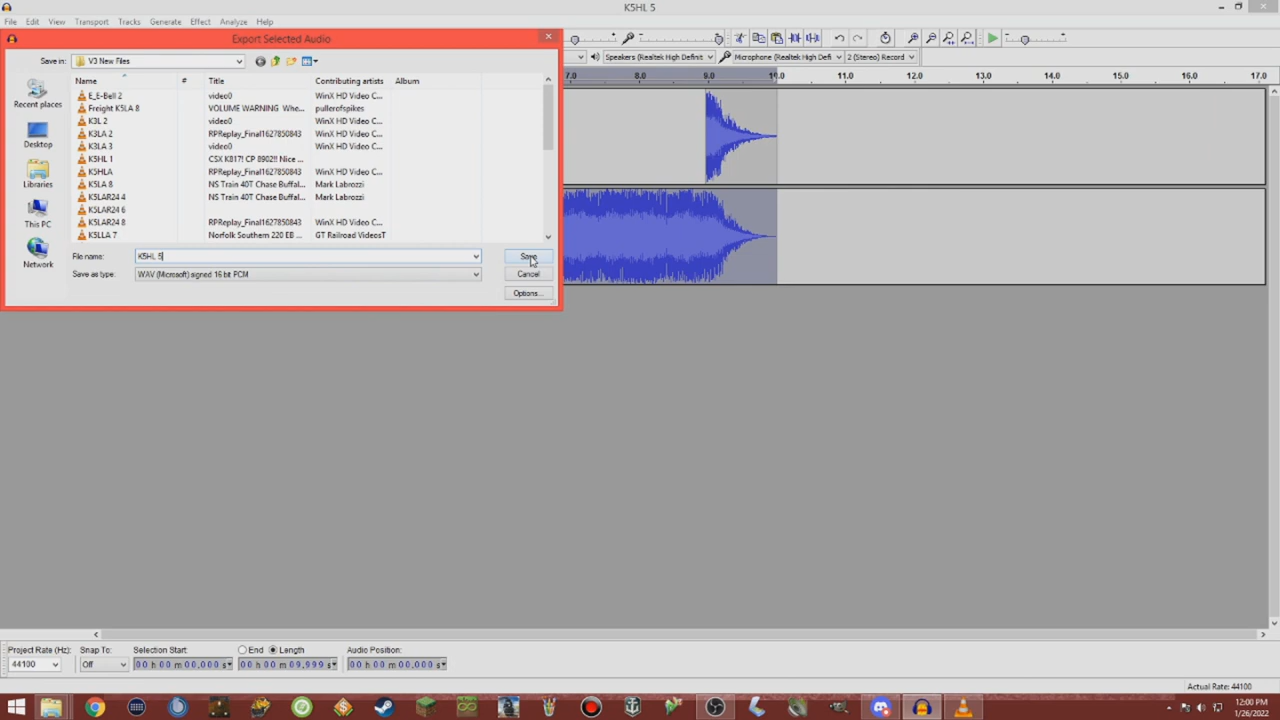 K5HL 5
File Edit View Transport Tracks Generate Effect Analyze Help
Export Selected Audio
Save in: V3 New Files
Speakers (Realtek High Definit Microphone (Realtek High Defi 2 (Stereo) Record
7.0 8.0 9.0 10.0 11.0 12.0 13.0 14.0 15.0 16.0 17.0
Name # Title Contributing artists Album
E_E-Bell 2 video0 WinX HD Video C...
Freight K5LA 8 VOLUME WARNING Whe... pullerofspikes
K3L 2 video0 WinX HD Video C...
K3LA 2 RPReplay_Final1627850843 WinX HD Video C...
K3LA 3 video0 WinX HD Video C...
K5HL 1 CSX K817! CP 8902!! Nice ... WinX HD Video C...
K5HLA RPReplay_Final1627850843 WinX HD Video C...
K5LA 8 NS Train 40T Chase Buffal... Mark Labrozzi
K5LAR24 4 NS Train 40T Chase Buffal... Mark Labrozzi
K5LAR24 6
K5LAR24 8 RPReplay_Final1627850843 WinX HD Video C...
K5LLA 7 Norfolk Southern 220 EB ... GT Railroad VideosT
Recent places
Desktop
Libraries
This PC
Network
File name: K5HL 5 Save
Save as type: WAV (Microsoft) signed 16 bit PCM Cancel
Options...
Project Rate (Hz): Snap To: Selection Start: End Length Audio Position:
44100 Off 00 h 00 m 00,000 s 00 h 00 m 09,999 s 00 h 00 m 00,000 s
Actual Rate: 44100
12:00 PM
1/26/2022